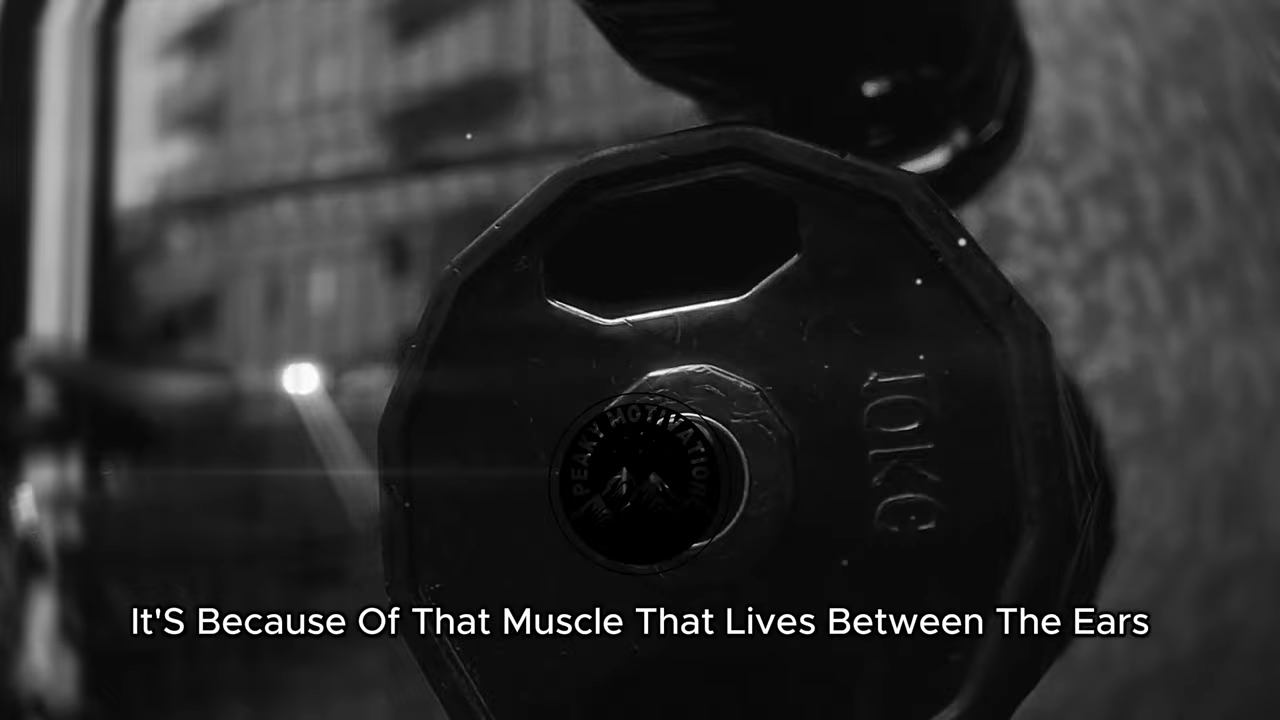 10KG
PEAKY MOTIVATION
It'S Because Of That Muscle That Lives Between The Ears